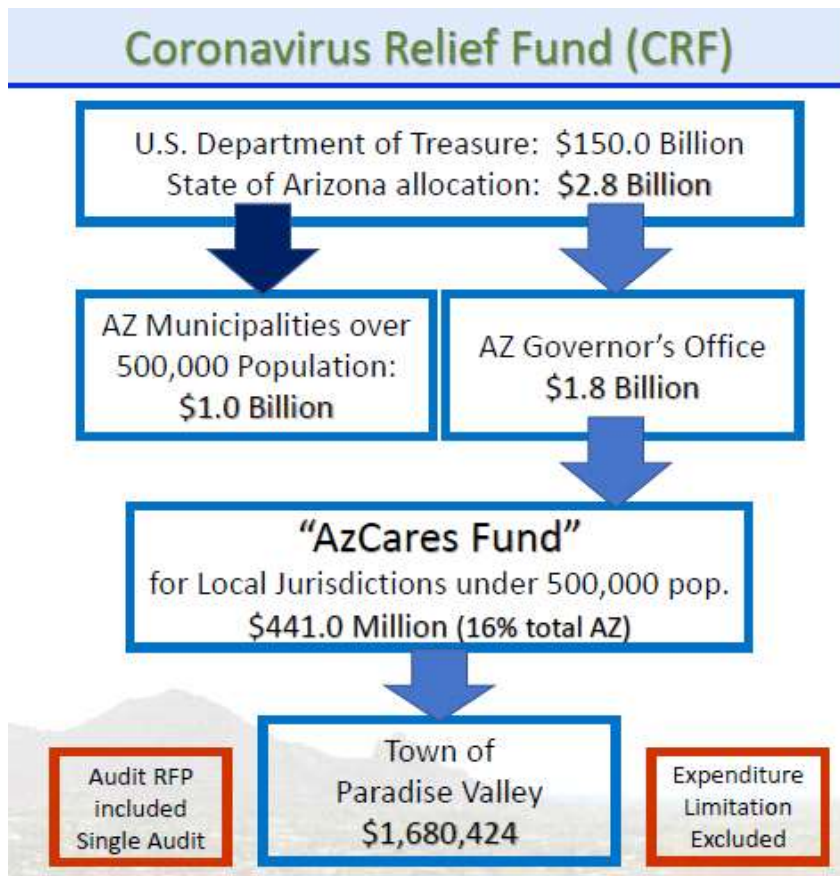 Coronavirus Relief Fund (CRF)
U.S. Department of Treasure: $150.0 Billion
State of Arizona allocation: $2.8 Billion
AZ Municipalities over
500,000 Population:
$1.0 Billion
AZ Governor's Office
$1.8 Billion
“AzCares Fund”
for Local Jurisdictions under 500,000 pop.
$441.0 Million (16% total AZ)
Town of
Paradise Valley
$1,680,424
Audit RFP
included
Single Audit
Expenditure
Limitation
Excluded